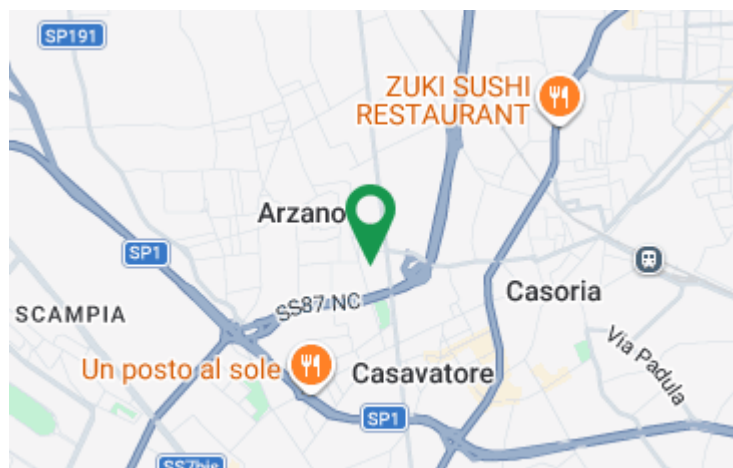 SP191
ZUKI SUSHI
RESTAURANT
Arzano
SP1
SS87 NC
Casoria
SCAMPIA
Via Padula
Un posto al sole
Casavatore
SP1
SS7bis